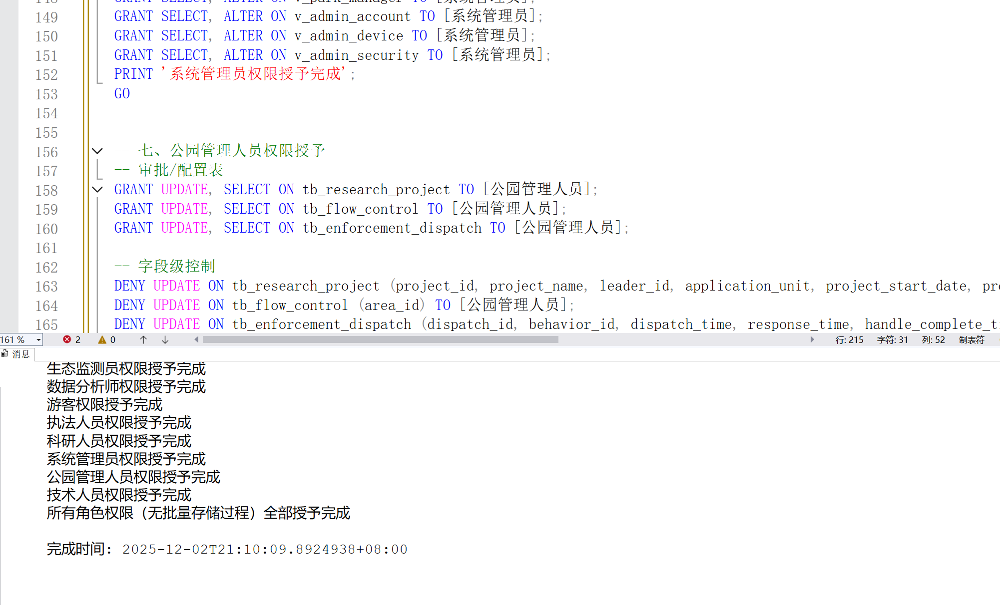 148 GRANT SELECT, ALTER ON v_park_manager TO [系统管理员];
149 GRANT SELECT, ALTER ON v_admin_account TO [系统管理员];
150 GRANT SELECT, ALTER ON v_admin_device TO [系统管理员];
151 GRANT SELECT, ALTER ON v_admin_security TO [系统管理员];
152 PRINT '系统管理员权限授予完成';
153 GO
154
155
156 -- 七、公园管理人员权限授予
157 -- 审批/配置表
158 GRANT UPDATE, SELECT ON tb_research_project TO [公园管理人员];
159 GRANT UPDATE, SELECT ON tb_flow_control TO [公园管理人员];
160 GRANT UPDATE, SELECT ON tb_enforcement_dispatch TO [公园管理人员];
161
162 -- 字段级控制
163 DENY UPDATE ON tb_research_project (project_id, project_name, leader_id, application_unit, project_start_date, pro
164 DENY UPDATE ON tb_flow_control (area_id) TO [公园管理人员];
165 DENY UPDATE ON tb_enforcement_dispatch (dispatch_id, behavior_id, dispatch_time, response_time, handle_complete_ti
161 % 2 0 行: 215 字符: 31 列: 52 制表符
消息
生态监测员权限授予完成
数据分析师权限授予完成
游客权限授予完成
执法人员权限授予完成
科研人员权限授予完成
系统管理员权限授予完成
公园管理人员权限授予完成
技术人员权限授予完成
所有角色权限（无批量存储过程）全部授予完成
完成时间: 2025-12-02T21:10:09.8924938+08:00